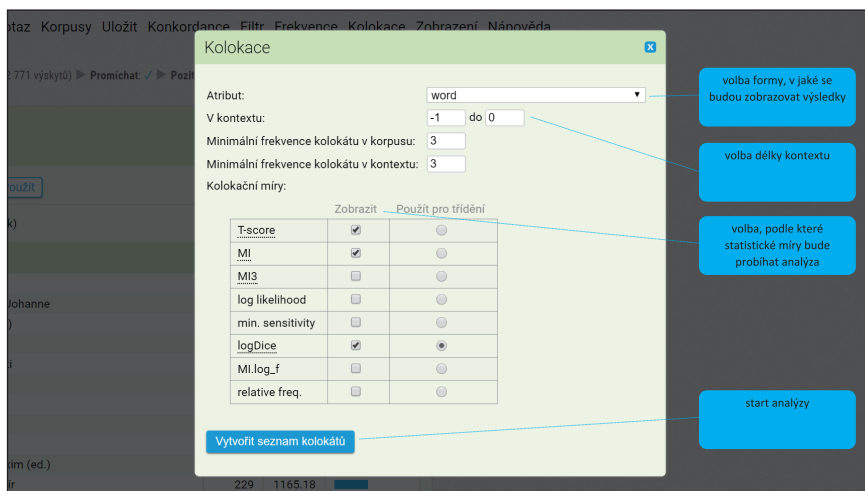 otaz Korpusy Uložit Konkordance Filtr Frekvence Kolokace Zobrazení Nápověda
2 771 výskytů) ▶ Promíchat: ✓ ▶ Pozit
Kolokace
x
Atribut:
word
V kontextu:
-1 do 0
Minimální frekvence kolokátu v korpusu: 3
Minimální frekvence kolokátu v kontextu: 3
Kolokační míry:
Zobrazit Použít pro třídění
T-score
MI
MI3
log likelihood
min. sensitivity
logDice
MI.log_f
relative freq.
Vytvořit seznam kolokátů
oužít
k)
Johanne
)
i
xim (ed.)
ír 229 1165.18
volba formy, v jaké se
budou zobrazovat výsledky
volba délky kontextu
volba, podle které
statistické míry bude
probíhat analýza
start analýzy